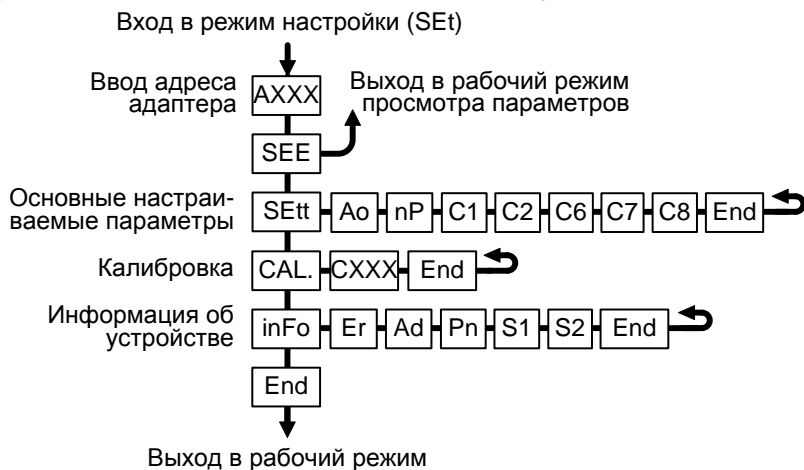 Вход в режим настройки (SEt)
Ввод адреса
адаптера
AXXX
Выход в рабочий режим
просмотра параметров
SEE
Основные настраи-
ваемые параметры
SEtt Ao nP C1 C2 C6 C7 C8 End
Калибровка
CAL. CXXX End
Информация об
устройстве
inFo Er Ad Pn S1 S2 End
End
Выход в рабочий режим